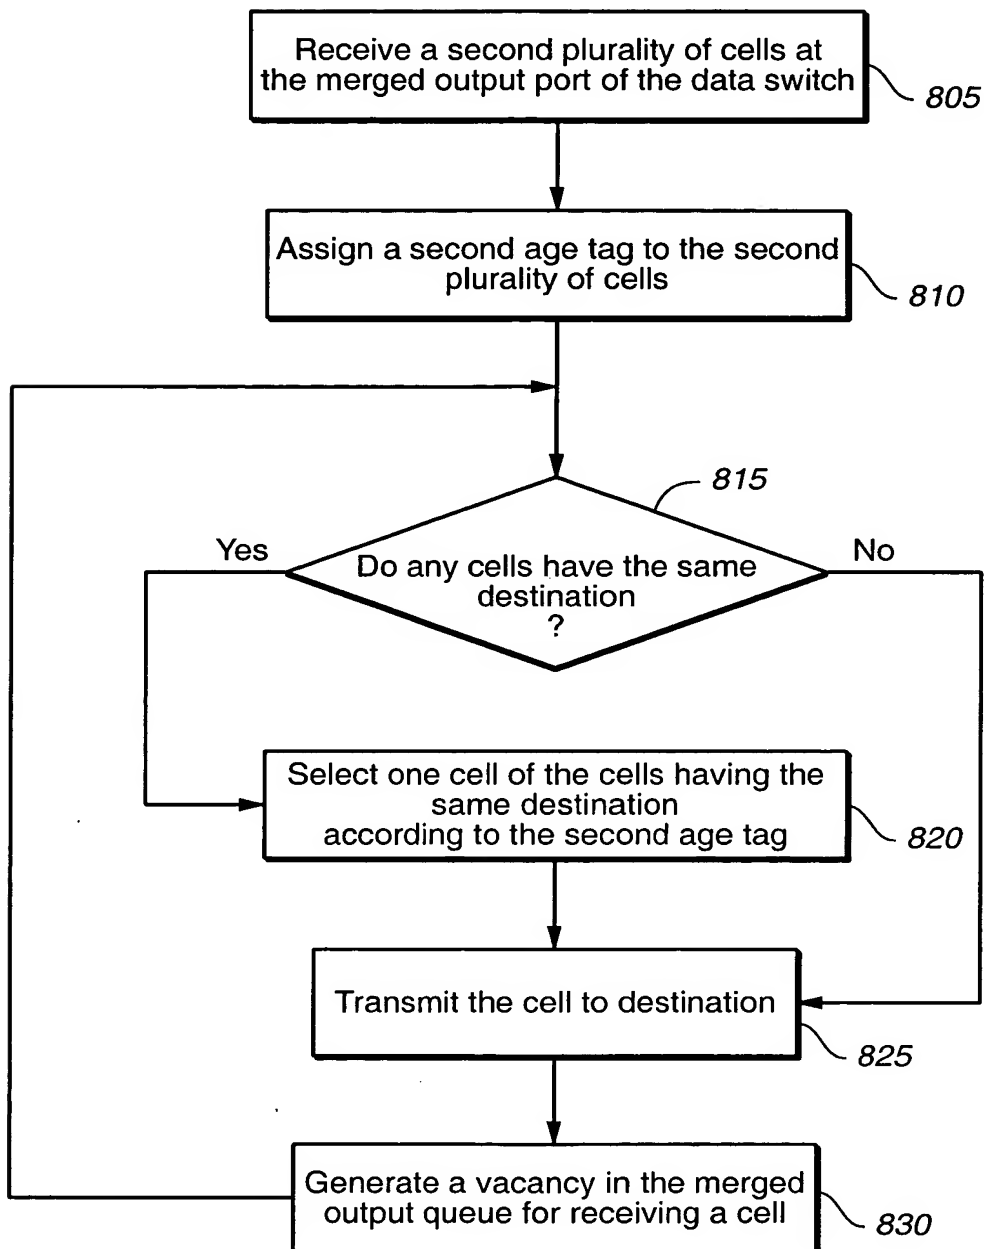 Receive a second plurality of cells at
the merged output port of the data switch
805
Assign a second age tag to the second
plurality of cells
810
815
Yes
No
Do any cells have the same
destination
?
Select one cell of the cells having the
same destination
according to the second age tag
820
Transmit the cell to destination
825
Generate a vacancy in the merged
output queue for receiving a cell
830